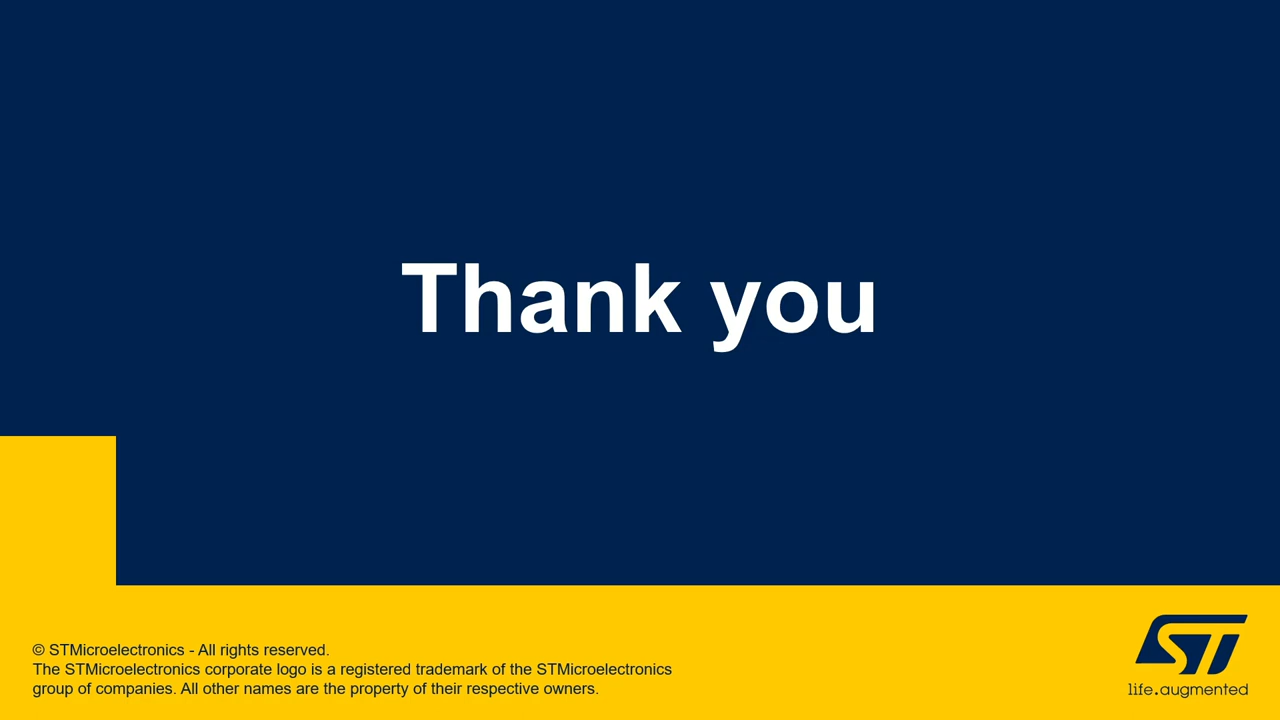 Thank you
© STMicroelectronics - All rights reserved.
The STMicroelectronics corporate logo is a registered trademark of the STMicroelectronics
group of companies. All other names are the property of their respective owners.
ST
life.augmented